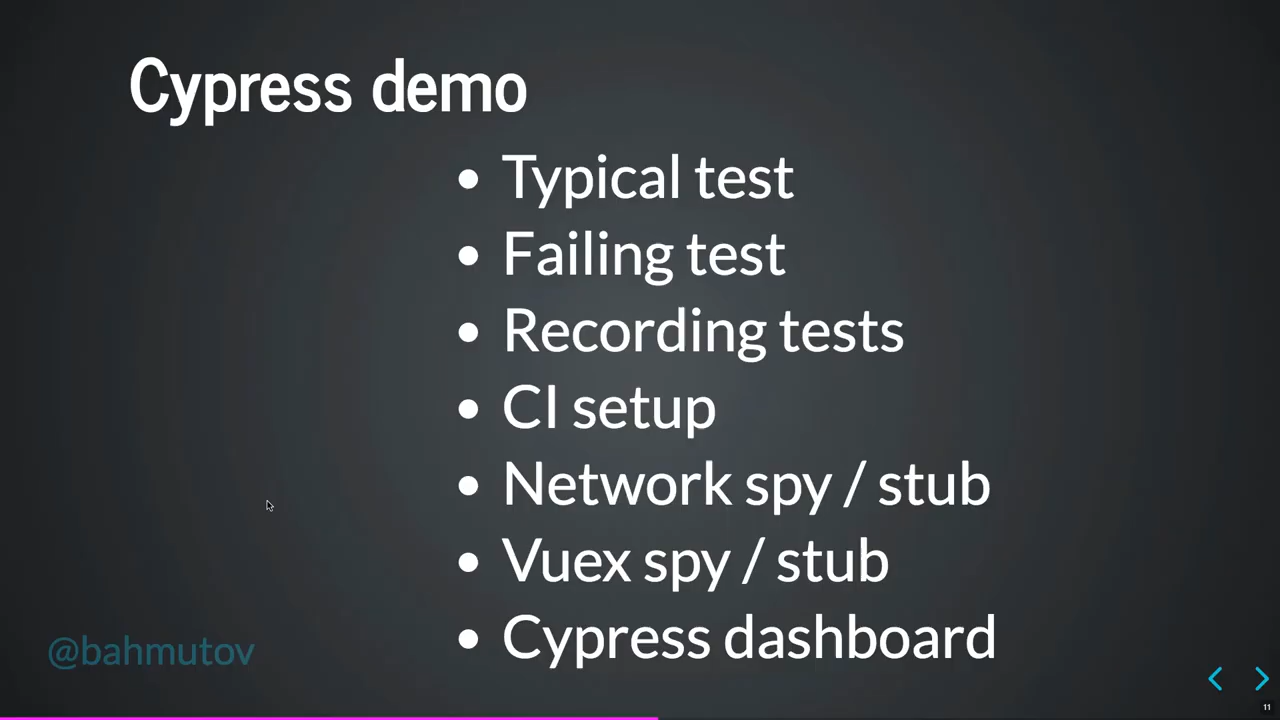 Cypress demo
• Typical test
• Failing test
• Recording tests
• CI setup
• Network spy / stub
• Vuex spy / stub
• Cypress dashboard
@bahmutov
11